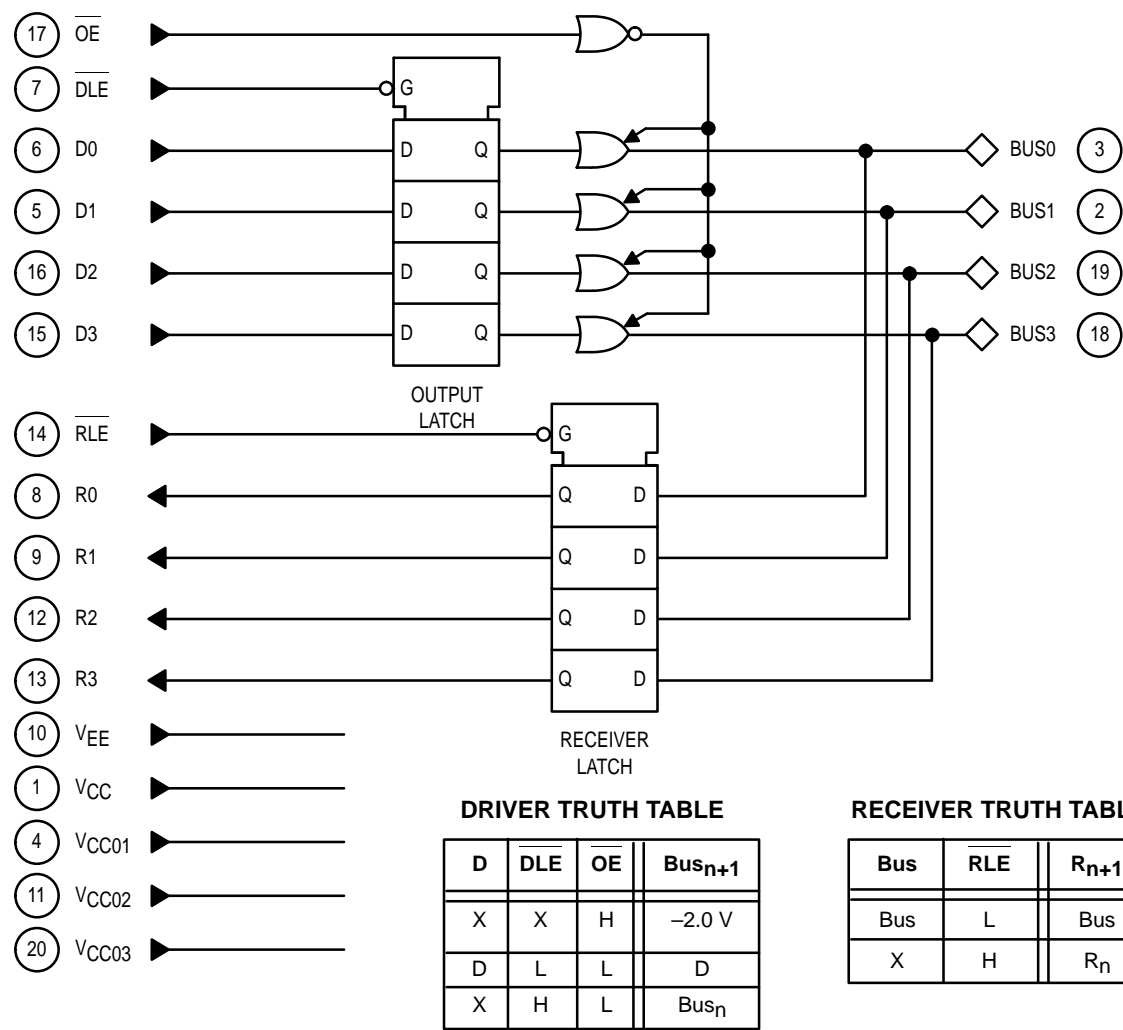 17 OE
7 DLE
G
6 D0 D Q BUS0 3
5 D1 D Q BUS1 2
16 D2 D Q BUS2 19
15 D3 D Q BUS3 18
OUTPUT
LATCH
14 RLE G
8 R0 Q D
9 R1 Q D
12 R2 Q D
13 R3 Q D
10 VEE
RECEIVER
LATCH
1 VCC
4 VCC01
11 VCC02
20 VCC03
DRIVER TRUTH TABLE
D DLE OE Busn+1
X X H –2.0 V
D L L D
X H L Busn
RECEIVER TRUTH TABL
Bus RLE Rn+1
Bus L Bus
X H Rn